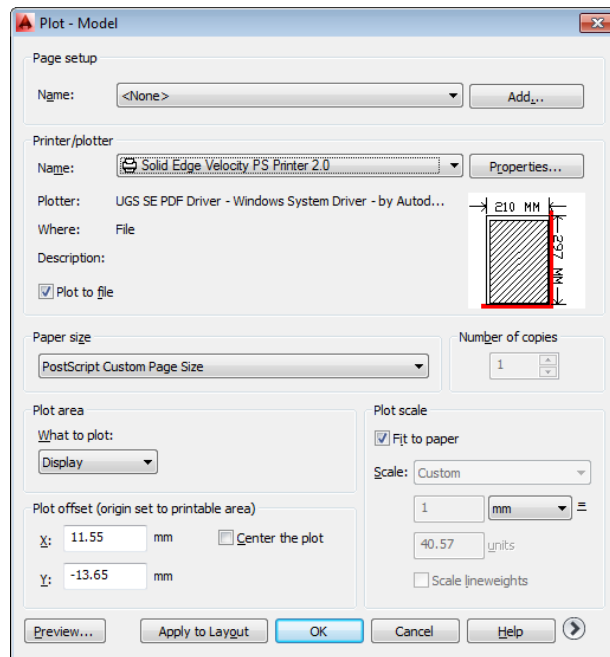 Plot - Model
Page setup
Name: <None> Add...
Printer/plotter
Name: Solid Edge Velocity PS Printer 2.0 Properties...
Plotter: UGS SE PDF Driver - Windows System Driver - by Autod...
Where: File
Description:
Plot to file
210 MM
297 MM
Paper size
PostScript Custom Page Size
Number of copies
1
Plot area
What to plot:
Display
Plot offset (origin set to printable area)
X: 11.55 mm Center the plot
Y: -13.65 mm
Plot scale
Fit to paper
Scale: Custom
1 mm =
40.57 units
Scale lineweights
Preview... Apply to Layout OK Cancel Help